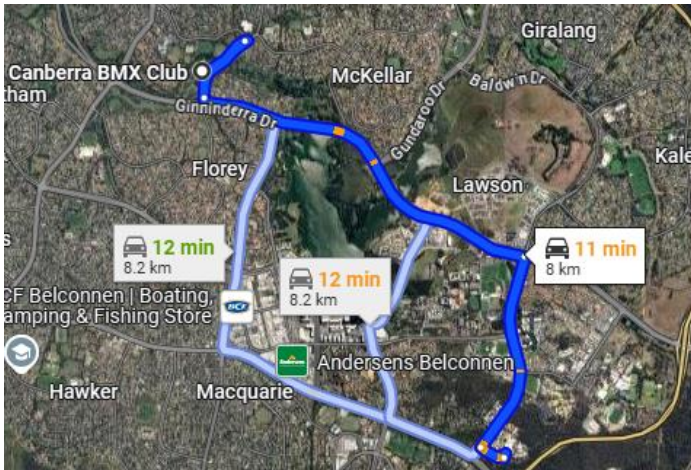 Giralang
Canberra BMX Club
McKellar
Baldwin Dr
tham
Ginninderra Dr
Gundaroo Dr
Kale
Florey
Lawson
s
12 min
8.2 km
11 min
8 km
12 min
8.2 km
CF Belconnen | Boating,
amping & Fishing Store
BCF
Andersens
Andersens Belconnen
Hawker
Macquarie